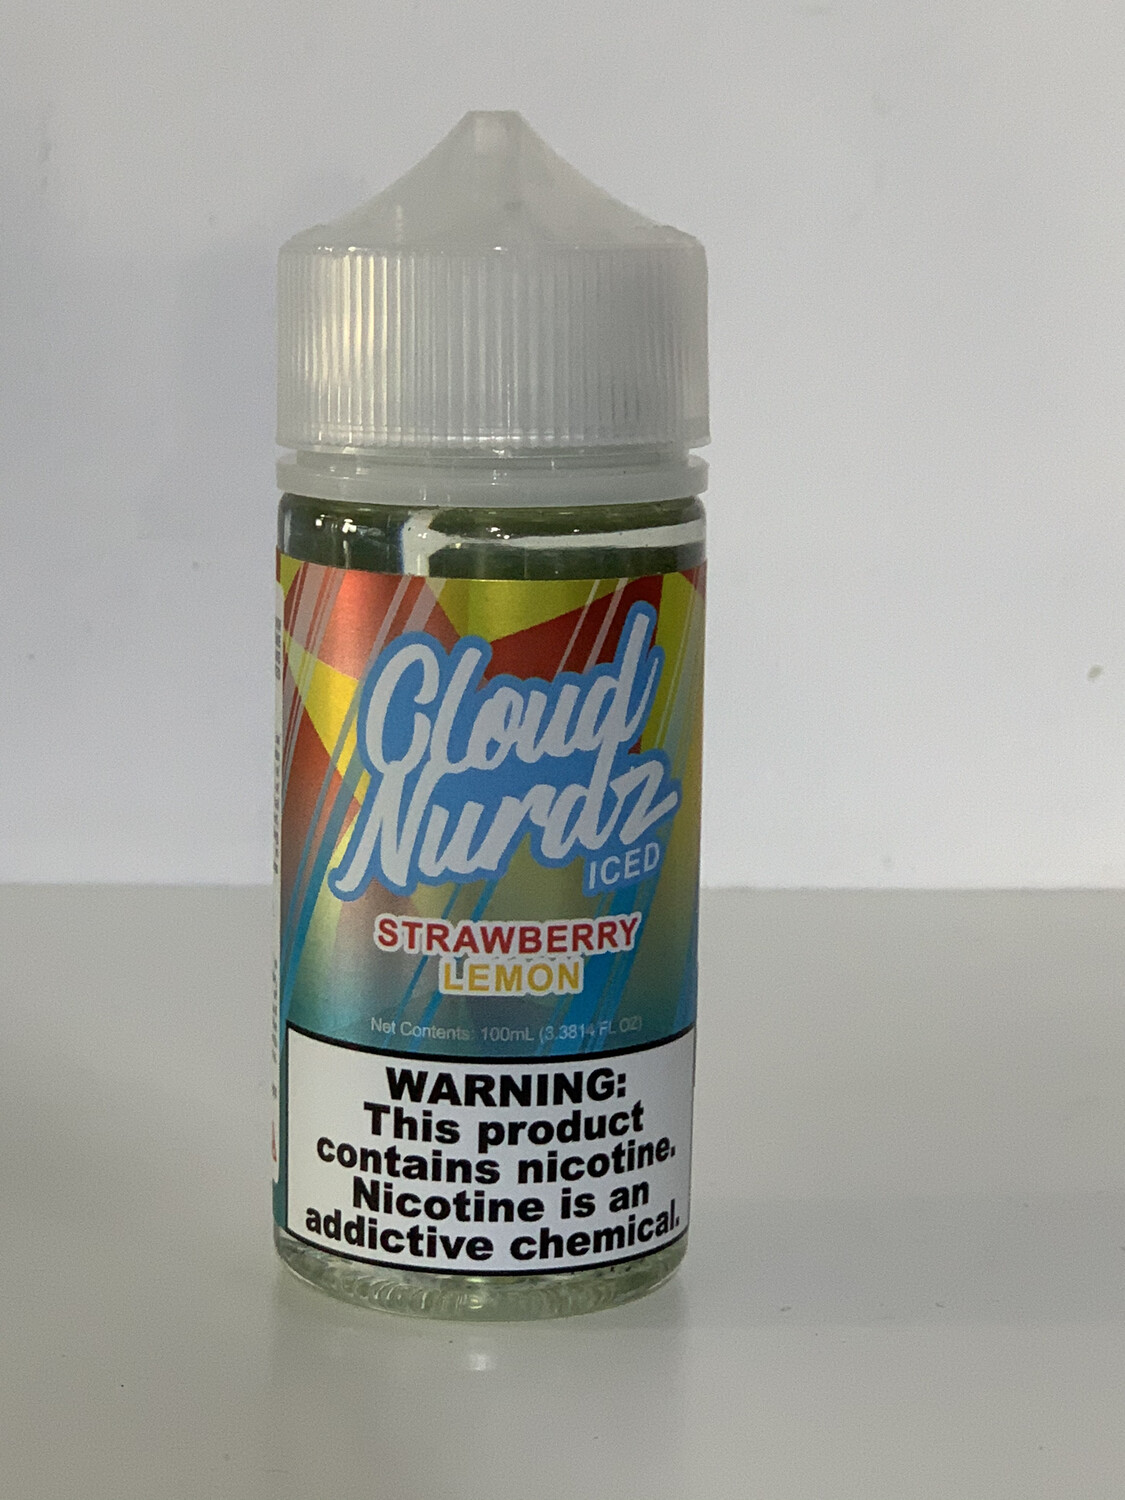 Cloud
Nurdz
ICED
STRAWBERRY
LEMON
Net Contents: 100mL (3.3814 FL OZ)
WARNING:
This product
contains nicotine.
Nicotine is an
addictive chemical.